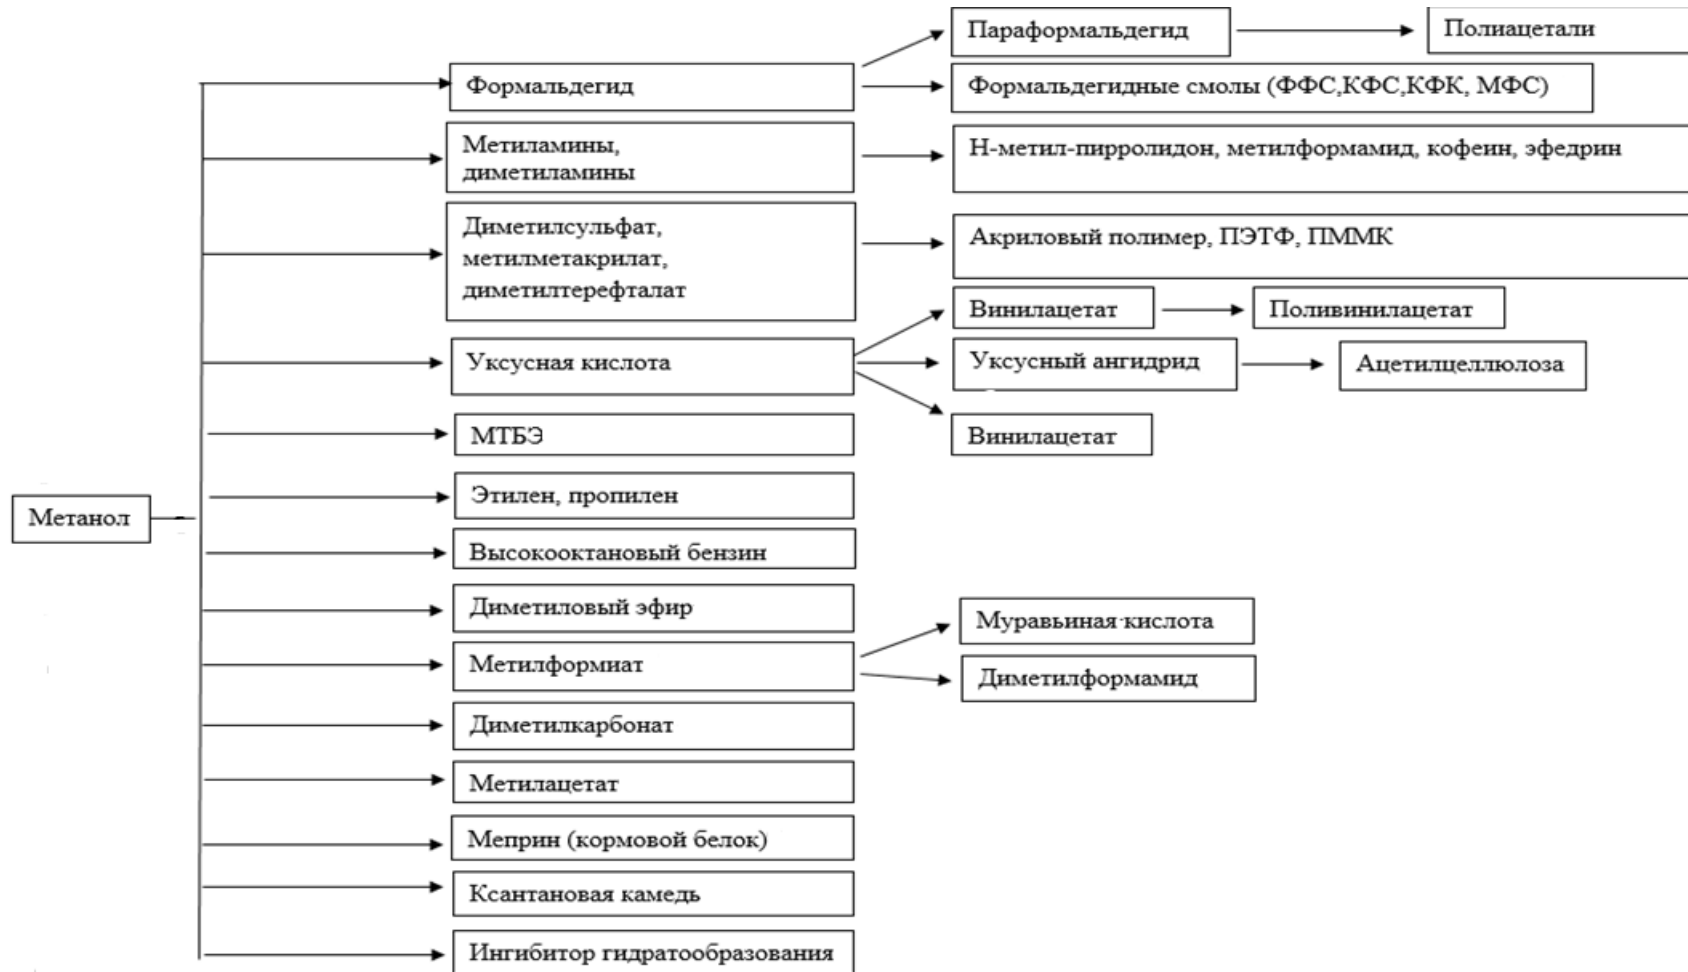 Параформальдегид
Полиацетали
Формальдегид
Формальдегидные смолы (ФФС,КФС,КФК, МФС)
Метиламины,
диметиламины
Н-метил-пирролидон, метилформамид, кофеин, эфедрин
Диметилсульфат,
метилметакрилат,
диметилтерефталат
Акриловый полимер, ПЭТФ, ПММК
Винилацетат
Поливинилацетат
Уксусная кислота
Уксусный ангидрид
Ацетилцеллюлоза
Винилацетат
МТБЭ
Этилен, пропилен
Метанол
Высокооктановый бензин
Диметиловый эфир
Муравьиная кислота
Метилформиат
Диметилформамид
Диметилкарбонат
Метилацетат
Меприн (кормовой белок)
Ксантановая камедь
Ингибитор гидратообразования